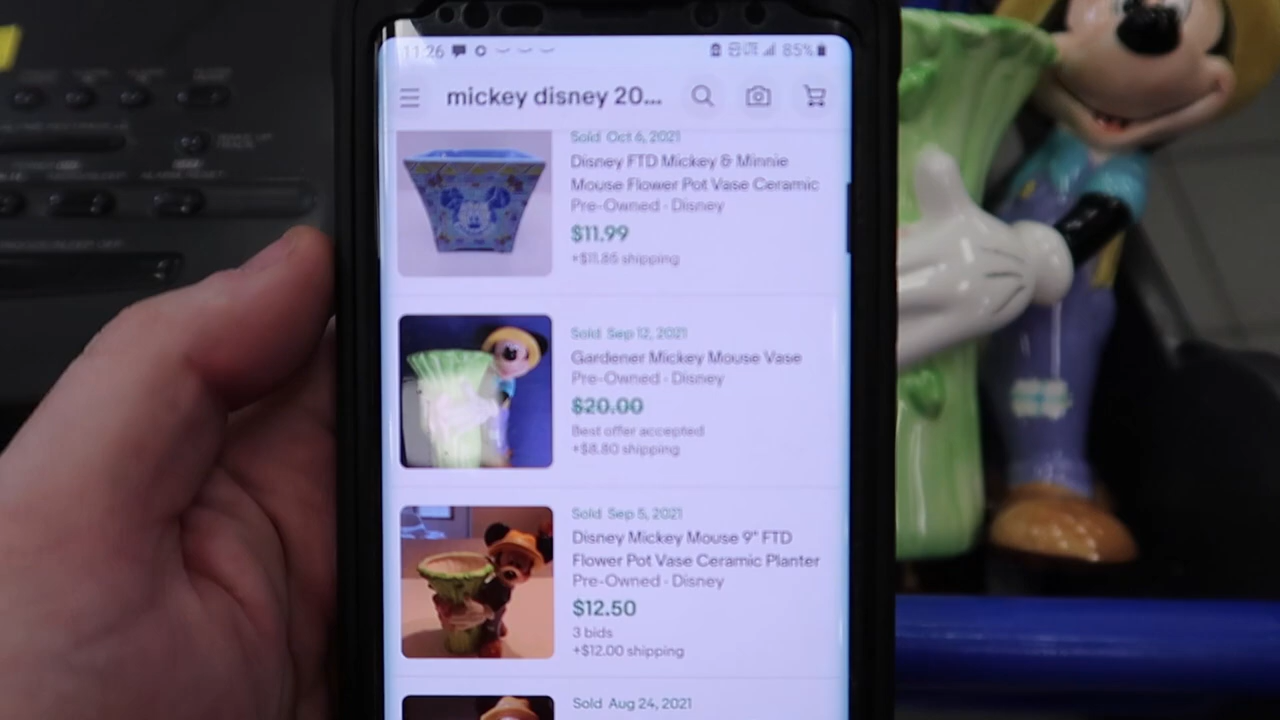 11:26
85%
mickey disney 20...
Sold Oct 6, 2021
Disney FTD Mickey & Minnie
Mouse Flower Pot Vase Ceramic
Pre-Owned · Disney
$11.99
+$11.85 shipping
Sold Sep 12, 2021
Gardener Mickey Mouse Vase
Pre-Owned · Disney
$20.00
Best offer accepted
+$8.80 shipping
Sold Sep 5, 2021
Disney Mickey Mouse 9" FTD
Flower Pot Vase Ceramic Planter
Pre-Owned · Disney
$12.50
3 bids
+$12.00 shipping
Sold Aug 24, 2021